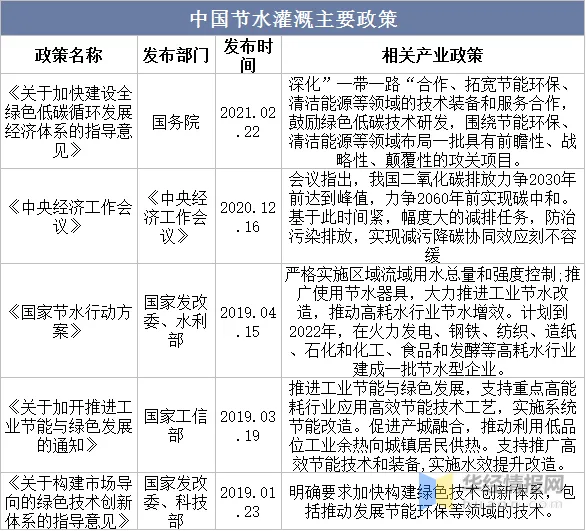 中国节水灌溉主要政策
政策名称
发布部门
发布时
间
相关产业政策
《关于加快建设全
绿色低碳循环发展
经济体系的指导意
见》
国务院
2021.02
.22
深化”一带一路“合作、拓宽节能环保、
清洁能源等领域的技术装备和服务合作，
鼓励绿色低碳技术研发，围绕节能环保、
清洁能源等领域布局一批具有前瞻性、战
略性、颠覆性的攻关项目。
《中央经济工作会
议》
《中央经
济工作会
议》
2020.12
.16
会议指出，我国二氧化碳排放力争2030年
前达到峰值，力争2060年前实现碳中和。
基于此时间紧，幅度大的减排任务，防治
污染排放，实现减污降碳协同效应刻不容
缓
《国家节水行动方
案》
国家发改
委、水利
部
2019.04
.15
严格实施区域流域用水总量和强度控制;推
广使用节水器具，大力推进工业节水改
造，推动高耗水行业节水增效。计划到
2022年，在火力发电、钢铁、纺织、造纸
、石化和化工、食品和发酵等高耗水行业
建成一批节水型企业。
《关于加开推进工
业节能与绿色发展
的通知》
国家工信
部
2019.03
.19
推进工业节能与绿色发展，支持重点高能
耗行业应用高效节能技术工艺，实施系统
节能改造。促进产城融合，推动利用低品
位工业余热向城镇居民供热。支持推广高
效节能技术和装备,实施水效提升改造。
《关于构建市场导
向的绿色技术创新
体系的指导意见》
国家发改
委、科技
部
2019.01
.23
明确要求加快构建绿色技术创新体系，包
括推动发展节能环保等领域的技术。
华经情报网